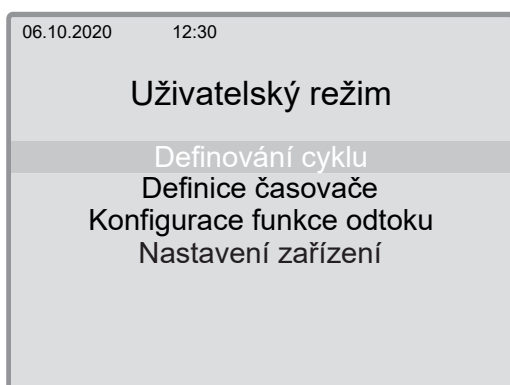 06.10.2020 12:30
Uživatelský režim
Definování cyklu
Definice časovače
Konfigurace funkce odtoku
Nastavení zařízení